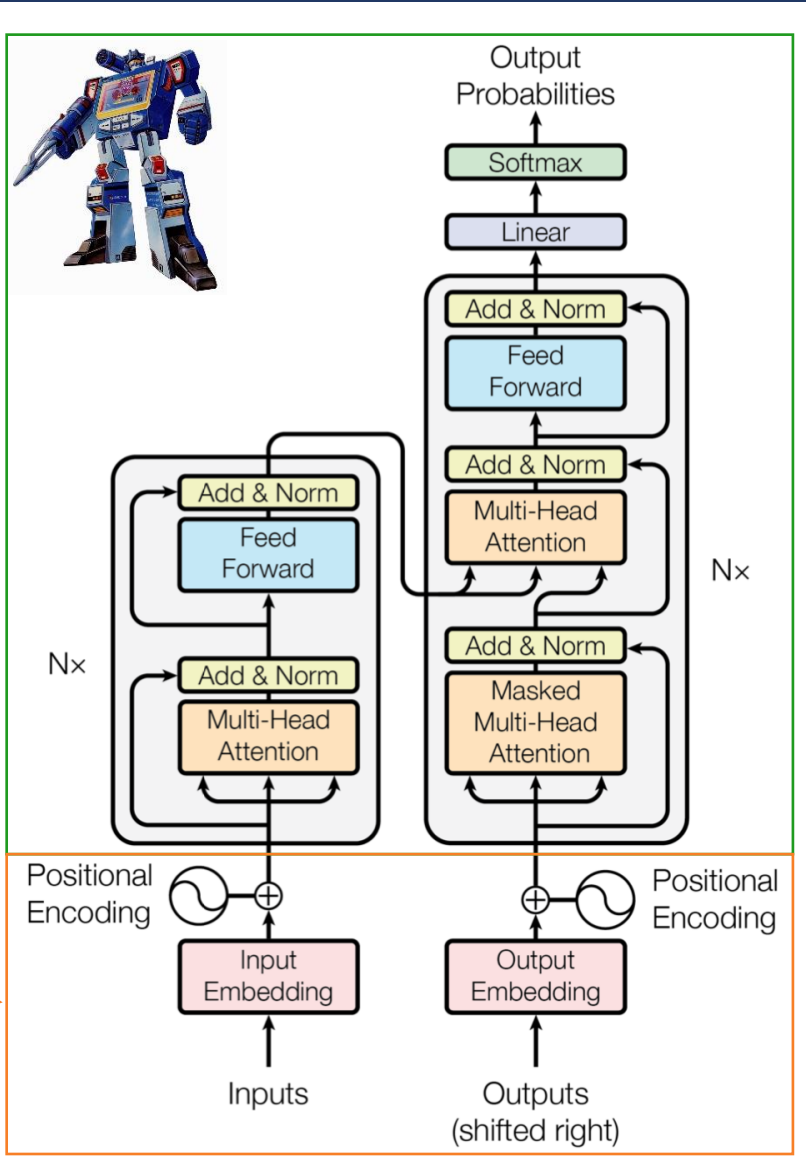 Output
Probabilities
Softmax
Linear
Add & Norm
Feed
Forward
Add & Norm
Multi-Head
Attention
Nx
Add & Norm
Masked
Multi-Head
Attention
Add & Norm
Feed
Forward
Nx
Add & Norm
Multi-Head
Attention
Positional
Encoding
Input
Embedding
Inputs
Positional
Encoding
Output
Embedding
Outputs
(shifted right)